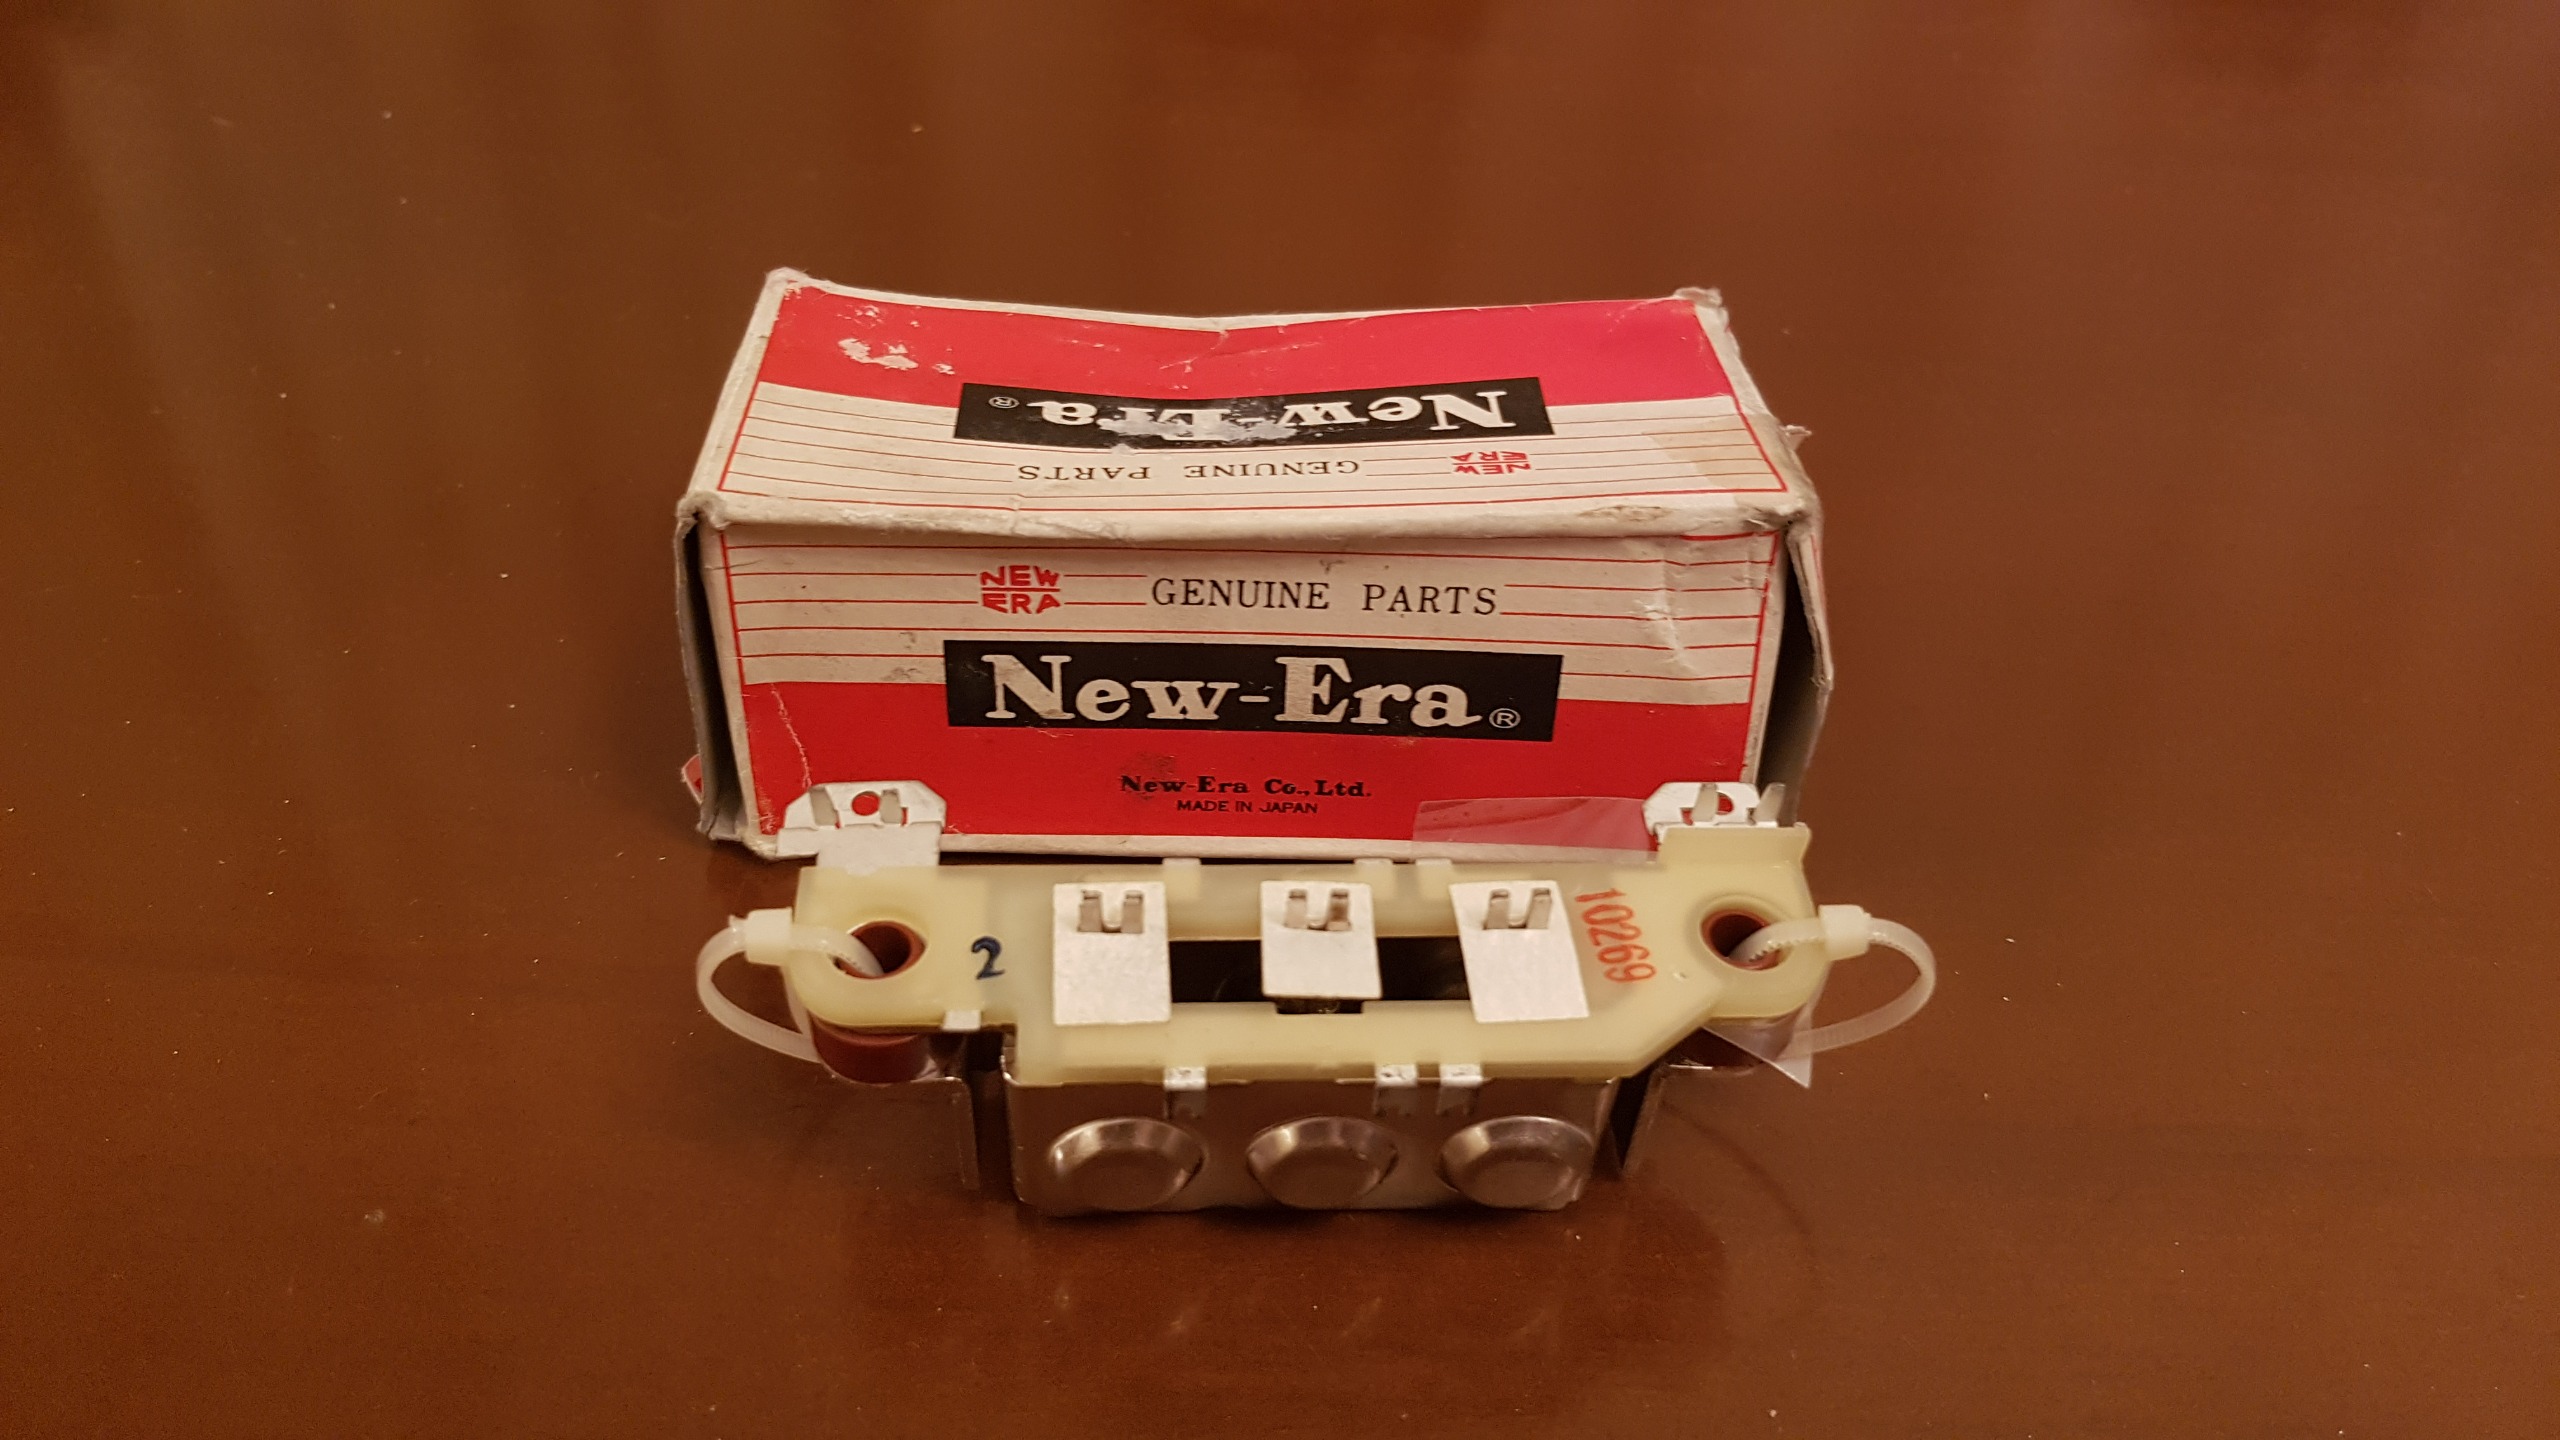 New-Era®
NEW
ERA
GENUINE PARTS
NEW
ERA
GENUINE PARTS
New-Era®
New-Era Co., Ltd.
MADE IN JAPAN
2
10269